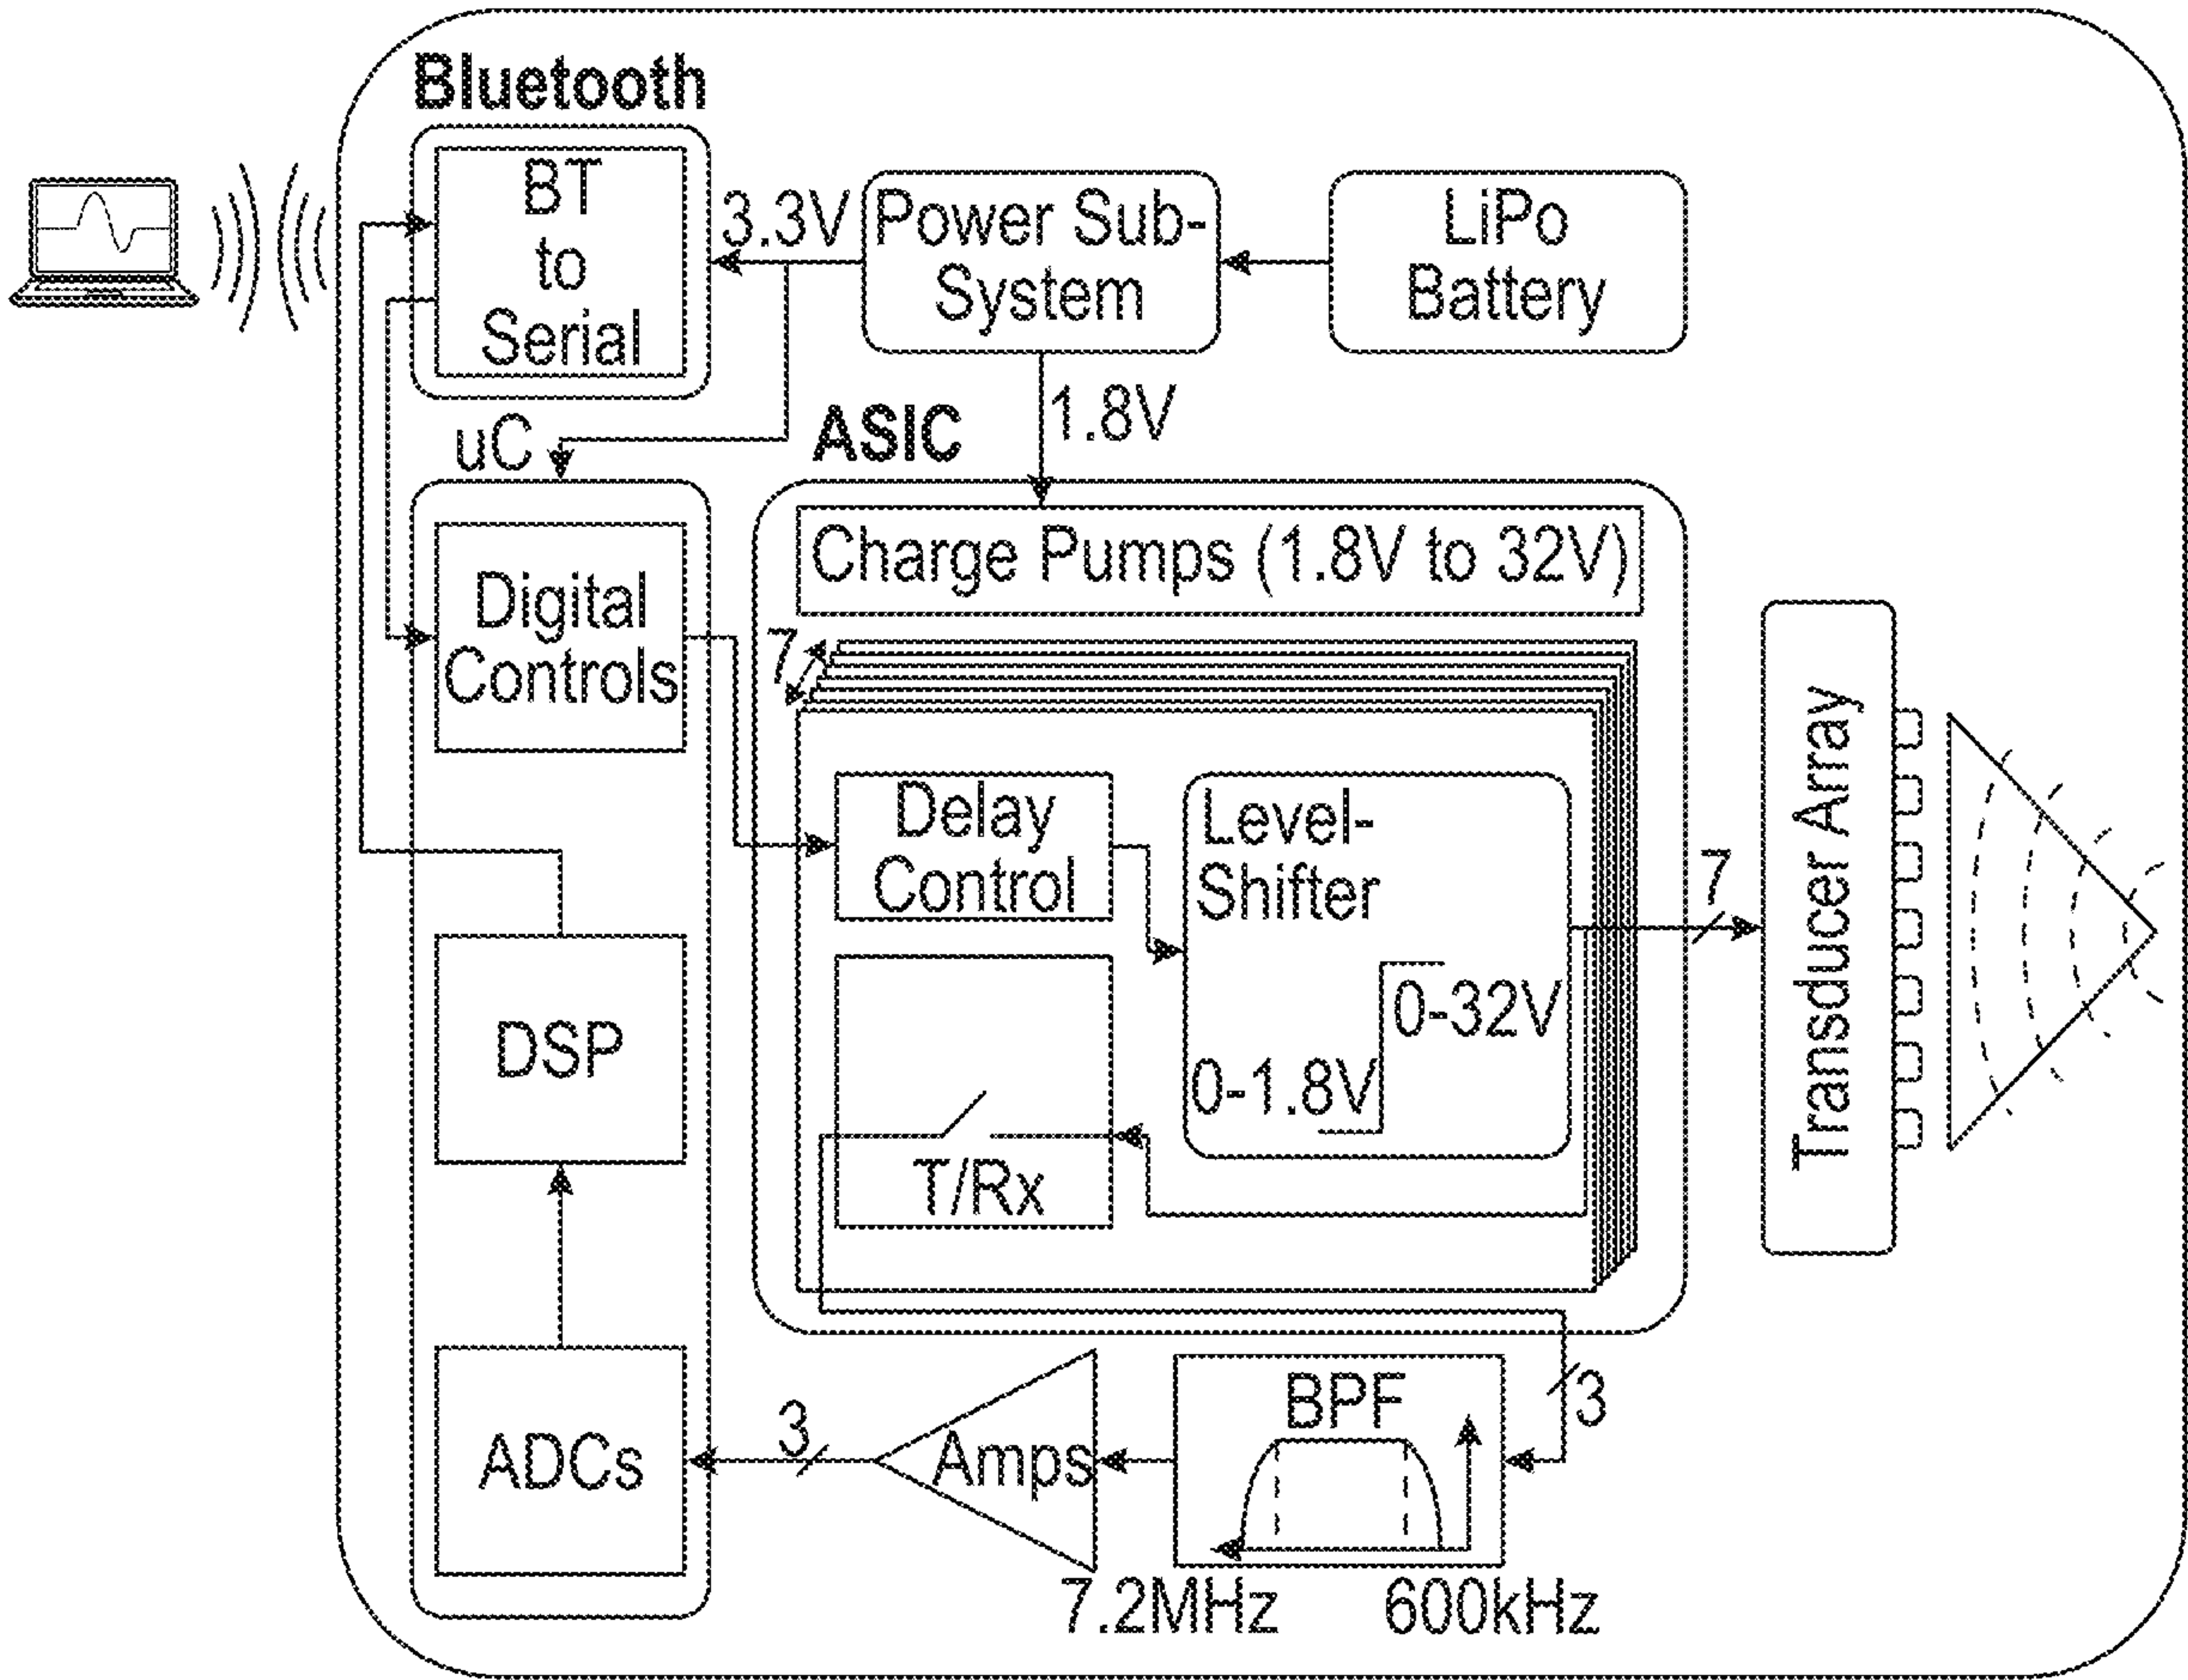 Bluetooth
BT
to
Serial
3.3V
Power Sub-
System
LiPo
Battery
1.8V
uC
ASIC
Charge Pumps (1.8V to 32V)
Digital
Controls
7
Delay
Control
Level-
Shifter
0-32V
0-1.8V
7
Transducer Array
DSP
T/Rx
ADCs
3
Amps
BPF
3
7.2MHz
600kHz